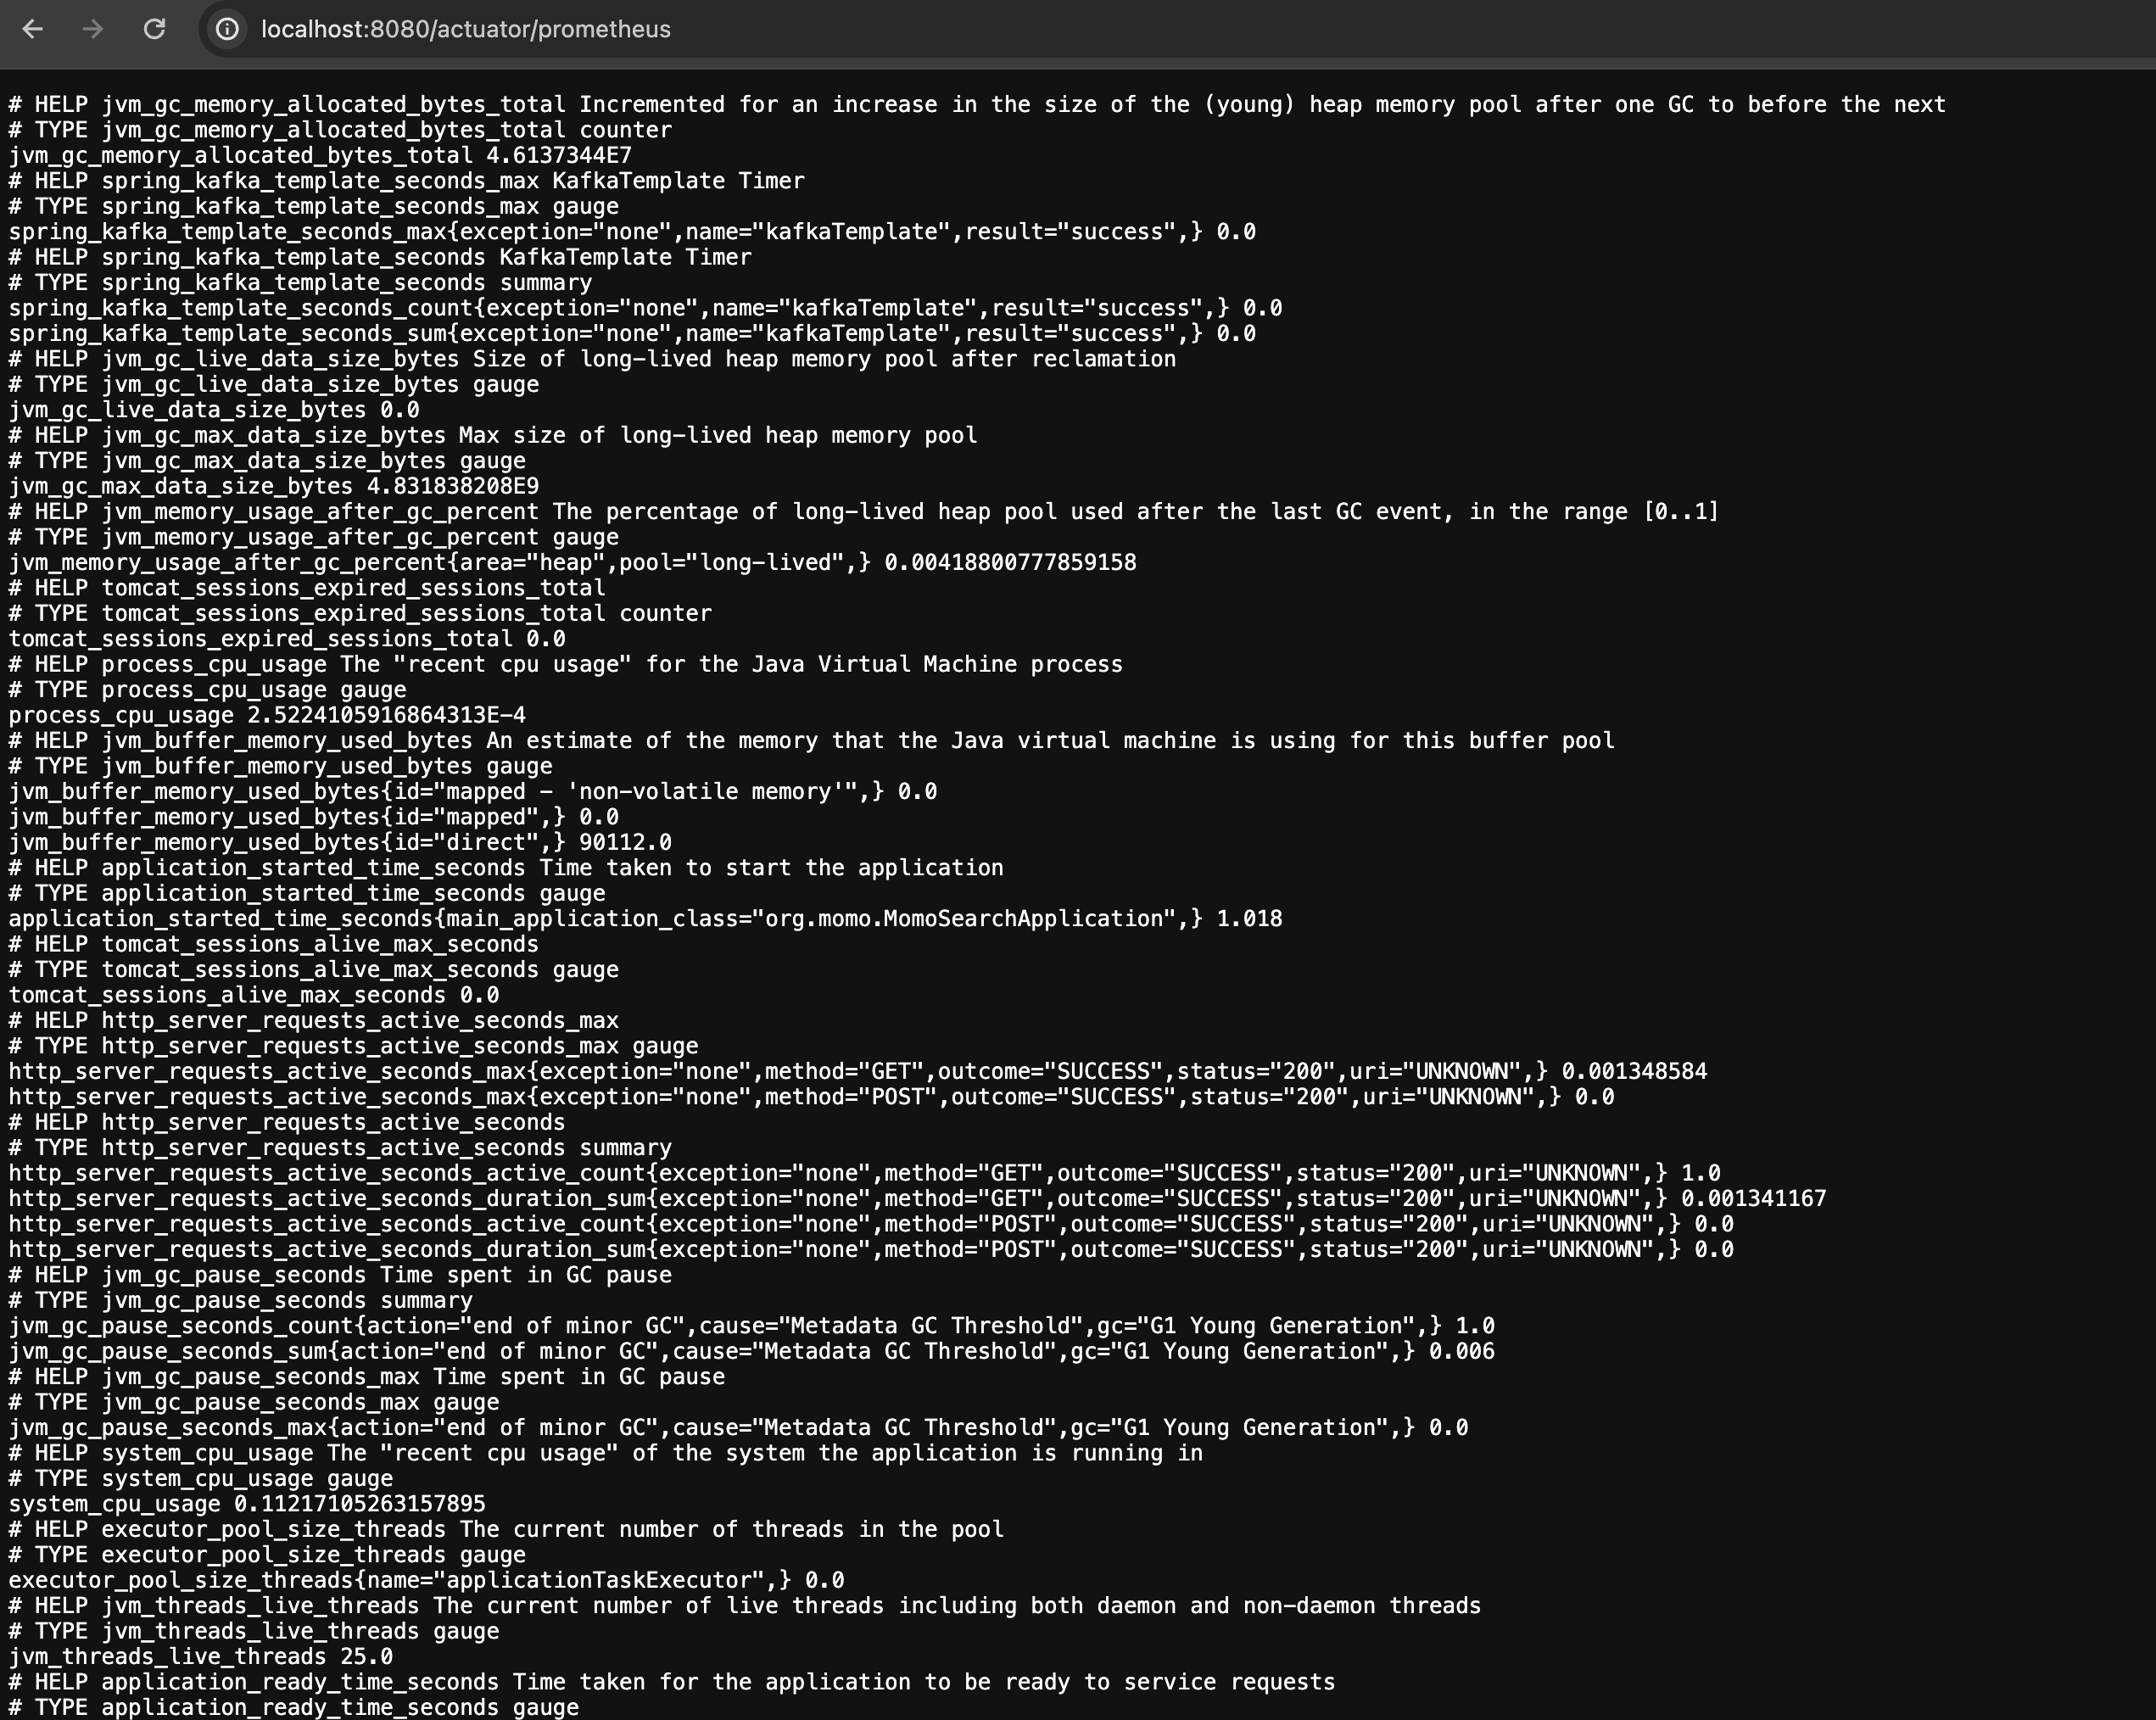 localhost:8080/actuator/prometheus
# HELP jvm_gc_memory_allocated_bytes_total Incremented for an increase in the size of the (young) heap memory pool after one GC to before the next
# TYPE jvm_gc_memory_allocated_bytes_total counter
jvm_gc_memory_allocated_bytes_total 4.6137344E7
# HELP spring_kafka_template_seconds_max KafkaTemplate Timer
# TYPE spring_kafka_template_seconds_max gauge
spring_kafka_template_seconds_max{exception="none",name="kafkaTemplate",result="success",} 0.0
# HELP spring_kafka_template_seconds KafkaTemplate Timer
# TYPE spring_kafka_template_seconds summary
spring_kafka_template_seconds_count{exception="none",name="kafkaTemplate",result="success",} 0.0
spring_kafka_template_seconds_sum{exception="none",name="kafkaTemplate",result="success",} 0.0
# HELP jvm_gc_live_data_size_bytes Size of long-lived heap memory pool after reclamation
# TYPE jvm_gc_live_data_size_bytes gauge
jvm_gc_live_data_size_bytes 0.0
# HELP jvm_gc_max_data_size_bytes Max size of long-lived heap memory pool
# TYPE jvm_gc_max_data_size_bytes gauge
jvm_gc_max_data_size_bytes 4.831838208E9
# HELP jvm_memory_usage_after_gc_percent The percentage of long-lived heap pool used after the last GC event, in the range [0..1]
# TYPE jvm_memory_usage_after_gc_percent gauge
jvm_memory_usage_after_gc_percent{area="heap",pool="long-lived",} 0.00418800777859158
# HELP tomcat_sessions_expired_sessions_total
# TYPE tomcat_sessions_expired_sessions_total counter
tomcat_sessions_expired_sessions_total 0.0
# HELP process_cpu_usage The "recent cpu usage" for the Java Virtual Machine process
# TYPE process_cpu_usage gauge
process_cpu_usage 2.5224105916864313E-4
# HELP jvm_buffer_memory_used_bytes An estimate of the memory that the Java virtual machine is using for this buffer pool
# TYPE jvm_buffer_memory_used_bytes gauge
jvm_buffer_memory_used_bytes{id="mapped - 'non-volatile memory'",} 0.0
jvm_buffer_memory_used_bytes{id="mapped",} 0.0
jvm_buffer_memory_used_bytes{id="direct",} 90112.0
# HELP application_started_time_seconds Time taken to start the application
# TYPE application_started_time_seconds gauge
application_started_time_seconds{main_application_class="org.momo.MomoSearchApplication",} 1.018
# HELP tomcat_sessions_alive_max_seconds
# TYPE tomcat_sessions_alive_max_seconds gauge
tomcat_sessions_alive_max_seconds 0.0
# HELP http_server_requests_active_seconds_max
# TYPE http_server_requests_active_seconds_max gauge
http_server_requests_active_seconds_max{exception="none",method="GET",outcome="SUCCESS",status="200",uri="UNKNOWN",} 0.001348584
http_server_requests_active_seconds_max{exception="none",method="POST",outcome="SUCCESS",status="200",uri="UNKNOWN",} 0.0
# HELP http_server_requests_active_seconds
# TYPE http_server_requests_active_seconds summary
http_server_requests_active_seconds_active_count{exception="none",method="GET",outcome="SUCCESS",status="200",uri="UNKNOWN",} 1.0
http_server_requests_active_seconds_duration_sum{exception="none",method="GET",outcome="SUCCESS",status="200",uri="UNKNOWN",} 0.001341167
http_server_requests_active_seconds_active_count{exception="none",method="POST",outcome="SUCCESS",status="200",uri="UNKNOWN",} 0.0
http_server_requests_active_seconds_duration_sum{exception="none",method="POST",outcome="SUCCESS",status="200",uri="UNKNOWN",} 0.0
# HELP jvm_gc_pause_seconds Time spent in GC pause
# TYPE jvm_gc_pause_seconds summary
jvm_gc_pause_seconds_count{action="end of minor GC",cause="Metadata GC Threshold",gc="G1 Young Generation",} 1.0
jvm_gc_pause_seconds_sum{action="end of minor GC",cause="Metadata GC Threshold",gc="G1 Young Generation",} 0.006
# HELP jvm_gc_pause_seconds_max Time spent in GC pause
# TYPE jvm_gc_pause_seconds_max gauge
jvm_gc_pause_seconds_max{action="end of minor GC",cause="Metadata GC Threshold",gc="G1 Young Generation",} 0.0
# HELP system_cpu_usage The "recent cpu usage" of the system the application is running in
# TYPE system_cpu_usage gauge
system_cpu_usage 0.11217105263157895
# HELP executor_pool_size_threads The current number of threads in the pool
# TYPE executor_pool_size_threads gauge
executor_pool_size_threads{name="applicationTaskExecutor",} 0.0
# HELP jvm_threads_live_threads The current number of live threads including both daemon and non-daemon threads
# TYPE jvm_threads_live_threads gauge
jvm_threads_live_threads 25.0
# HELP application_ready_time_seconds Time taken for the application to be ready to service requests
# TYPE application_ready_time_seconds gauge